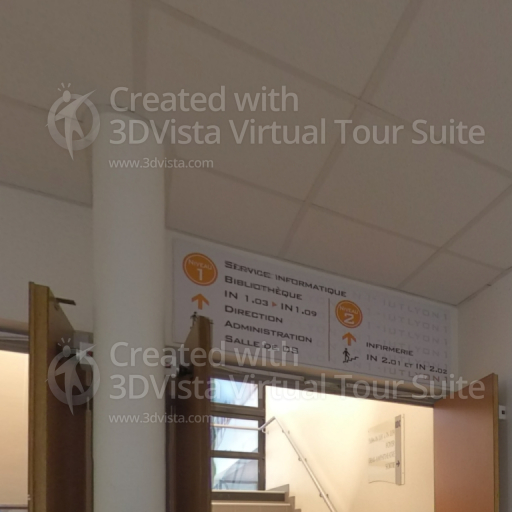 Created with
3DVista Virtual Tour Suite
www.3dvista.com
NIVEAU
1
SERVICE INFORMATIQUE
BIBLIOTHÈQUE
IN 1.03 ► IN 1.09
DIRECTION
ADMINISTRATION
NIVEAU
2
INFIRMERIE
IN 2.01 ET IN 2.02
Created with
3DVista Virtual Tour Suite
www.3dvista.com